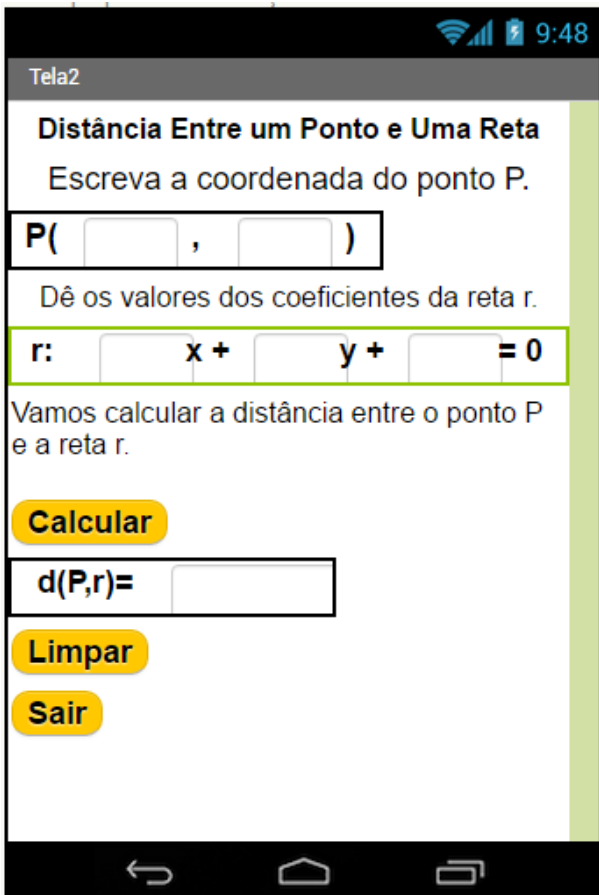 9:48
Tela2
Distância Entre um Ponto e Uma Reta
Escreva a coordenada do ponto P.
P( , )
Dê os valores dos coeficientes da reta r.
r: x + y + = 0
Vamos calcular a distância entre o ponto P
e a reta r.
Calcular
d(P,r)=
Limpar
Sair